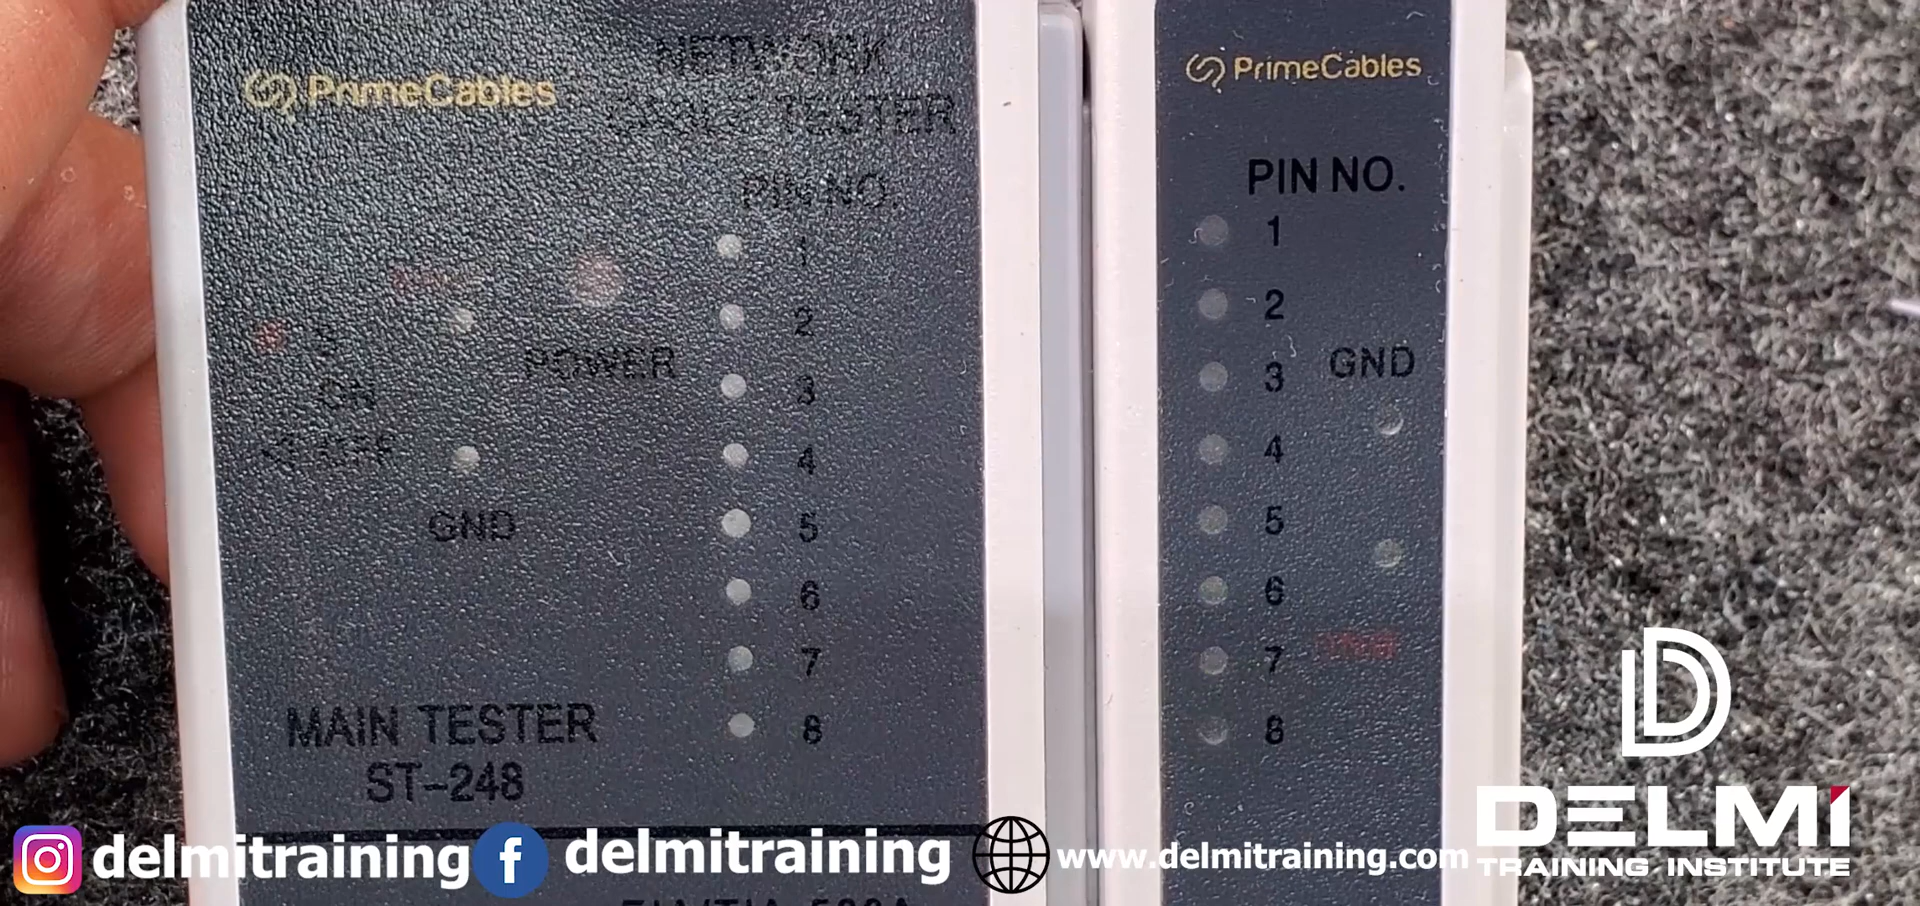 PrimeCables
NETWORK
CABLE TESTER
PIN NO.
1
2
3
4
5
6
7
8
POWER
ON
OFF
GND
MAIN TESTER
ST-248
PrimeCables
PIN NO.
1
2
3
4
5
6
7
8
GND
delmitraining
delmitraining
www.delmitraining.com
DELMI
TRAINING INSTITUTE